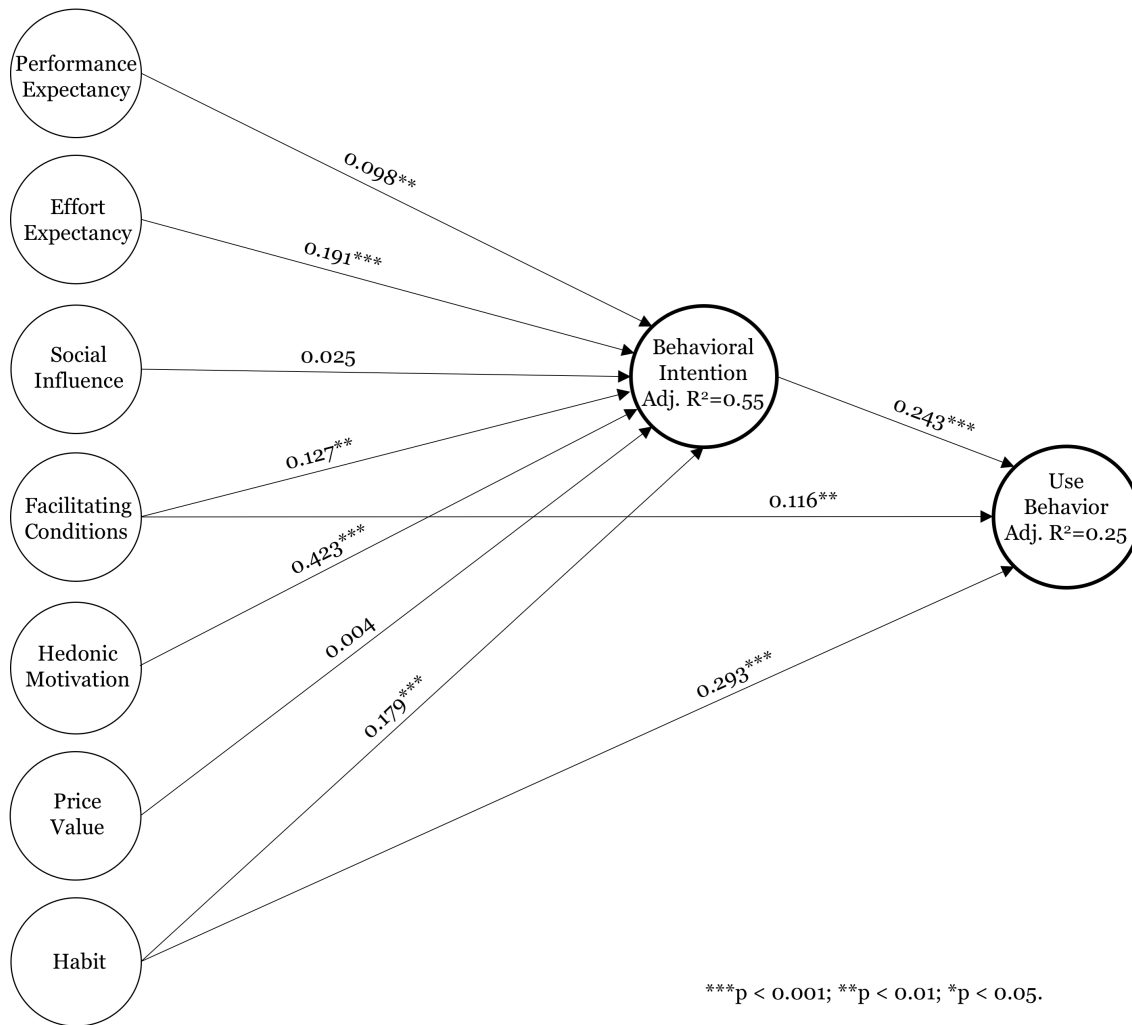 Performance
Expectancy
0.098**
Effort
Expectancy
0.191***
Social
Influence
0.025
Behavioral
Intention
Adj. R²=0.55
0.243***
Facilitating
Conditions
0.127**
0.116**
Use
Behavior
Adj. R²=0.25
Hedonic
Motivation
0.423***
Price
Value
0.004
Habit
0.179***
0.293***
***p < 0.001; **p < 0.01; *p < 0.05.